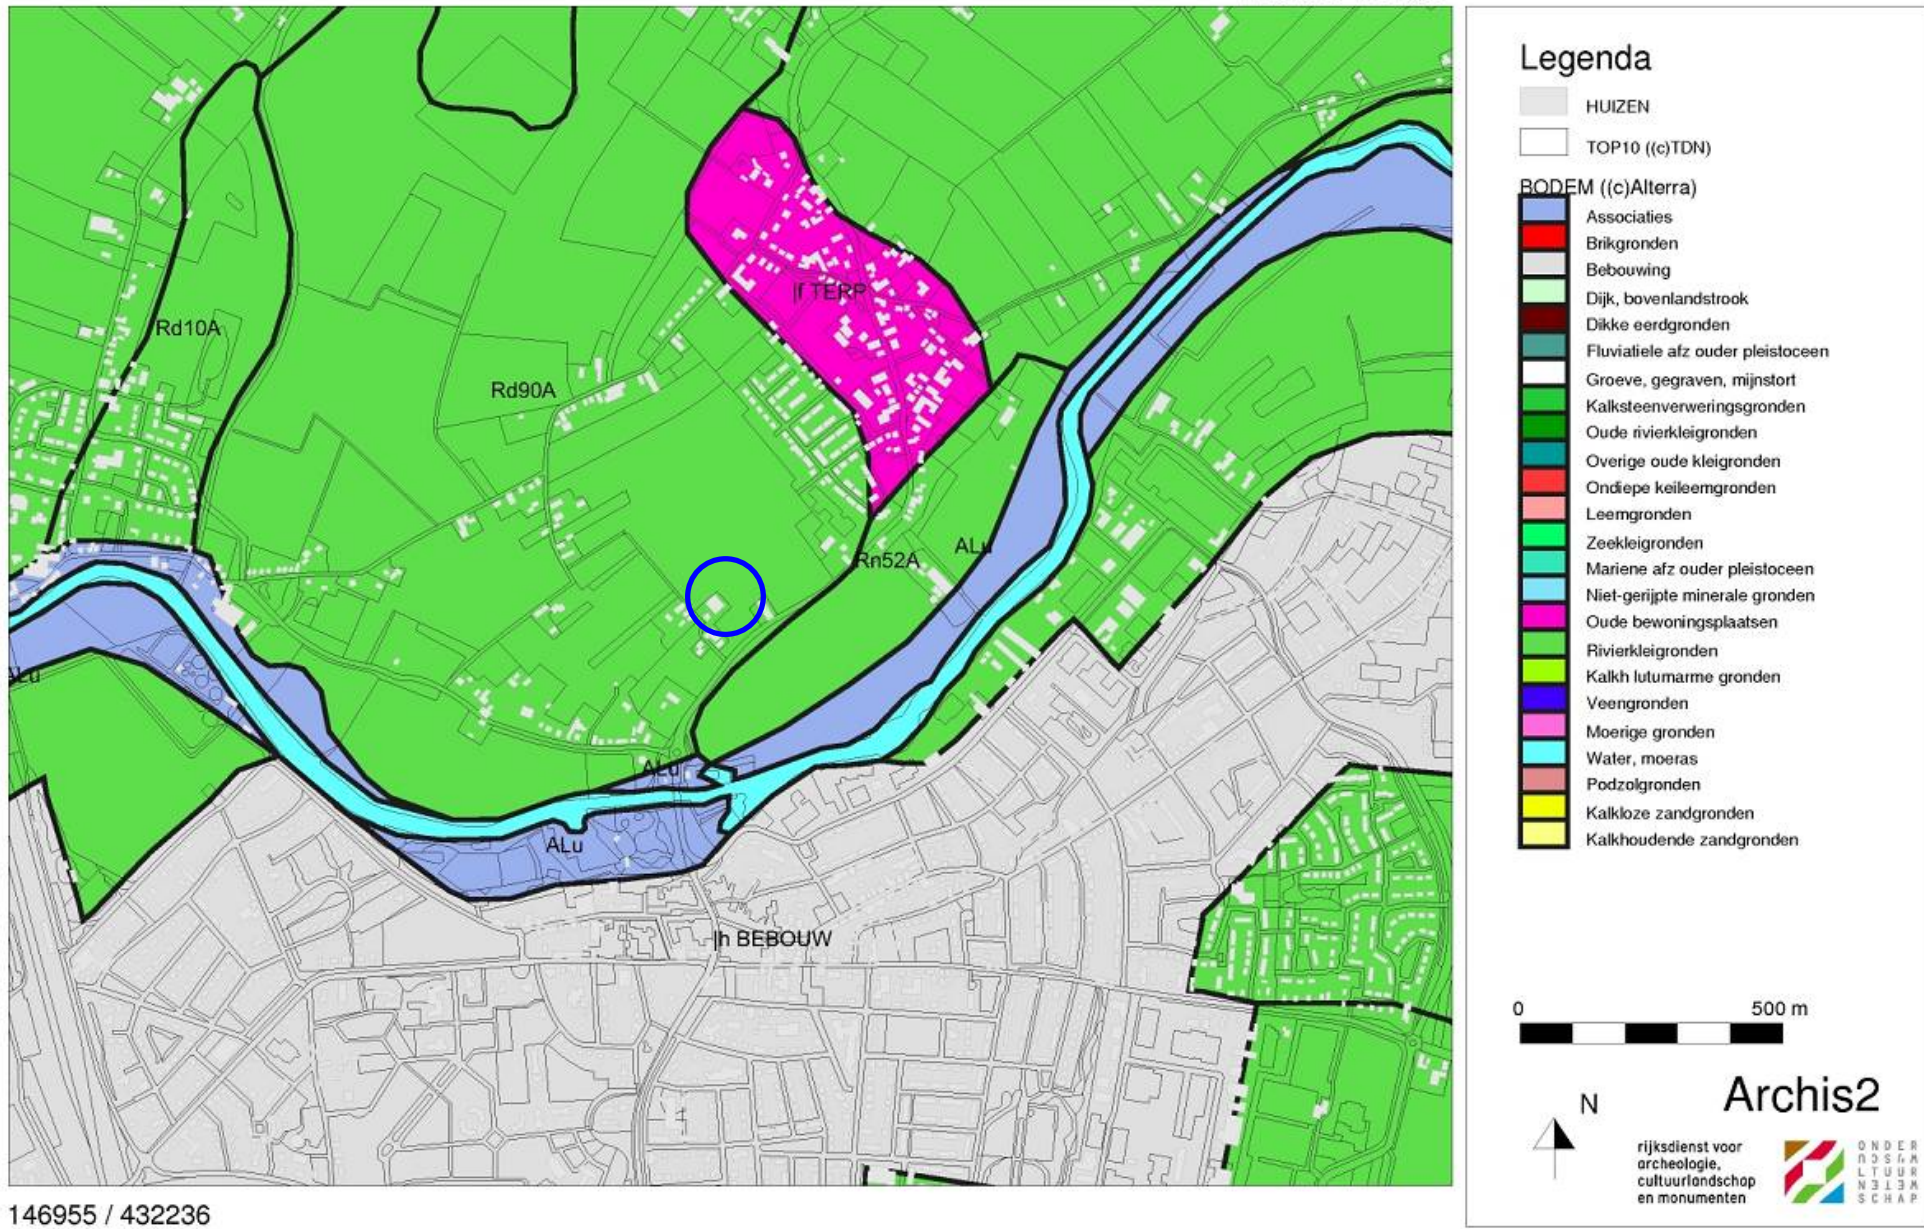 Rd10A
Rd90A
|f TERP
Rn52A
ALu
ALu
ALu
ALu
|h BEBOUW
146955 / 432236
Legenda
HUIZEN
TOP10 ((c)TDN)
BODEM ((c)Alterra)
Associaties
Brikgronden
Bebouwing
Dijk, bovenlandstrook
Dikke eerdgronden
Fluviatiele afz ouder pleistoceen
Groeve, gegraven, mijnstort
Kalksteenverweringsgronden
Oude rivierkleigronden
Overige oude kleigronden
Ondiepe keileemgronden
Leemgronden
Zeekleigronden
Mariene afz ouder pleistoceen
Niet-gerijpte minerale gronden
Oude bewoningsplaatsen
Rivierkleigronden
Kalkh lutumarme gronden
Veengronden
Moerige gronden
Water, moeras
Podzolgronden
Kalkloze zandgronden
Kalkhoudende zandgronden
0 500 m
N
Archis2
rijksdienst voor
archeologie,
cultuurlandschap
en monumenten